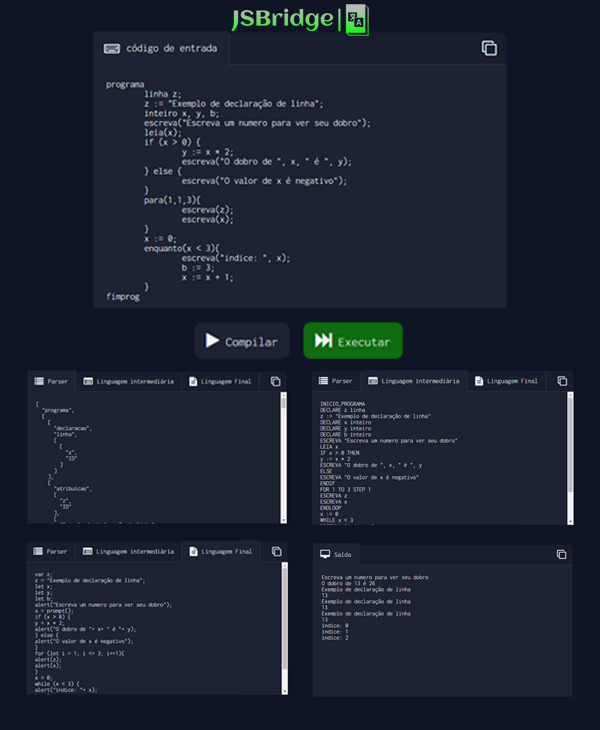 JSBridge
código de entrada
programa
linha z;
z := "Exemplo de declaração de linha";
inteiro x, y, b;
escreva("Escreva um numero para ver seu dobro");
leia(x);
if (x > 0) {
y := x * 2;
escreva("O dobro de ", x, " é ", y);
} else {
escreva("O valor de x é negativo");
}
para(1,1,3){
escreva(z);
escreva(x);
}
x := 0;
enquanto(x < 3){
escreva("indice: ", x);
b := 3;
x := x + 1;
}
fimprog
Compilar
Executar
Parser
Linguagem intermediária
Linguagem Final
[
"programa",
[
[
"declaracao",
"linha",
[
[
"z",
"ID"
]
]
],
[
"atribuicao",
[
"z",
"ID"
],
Parser
Linguagem intermediária
Linguagem Final
INICIO_PROGRAMA
DECLARE z linha
z := "Exemplo de declaração de linha"
DECLARE x inteiro
DECLARE y inteiro
DECLARE b inteiro
ESCREVA "Escreva um numero para ver seu dobro"
LEIA x
IF x > 0 THEN
y := x * 2
ESCREVA "O dobro de ", x, " é ", y
ELSE
ESCREVA "O valor de x é negativo"
ENDIF
FOR 1 TO 3 STEP 1
ESCREVA z
ESCREVA x
ENDLOOP
x := 0
WHILE x < 3
Parser
Linguagem intermediária
Linguagem Final
var z;
z = "Exemplo de declaração de linha";
let x;
let y;
let b;
alert("Escreva um numero para ver seu dobro");
x = prompt();
if (x > 0) {
y = x * 2;
alert("O dobro de "+ x+ " é "+ y);
} else {
alert("O valor de x é negativo");
}
for (let i = 1; i <= 3; i+=1){
alert(z);
alert(x);
}
x = 0;
while (x < 3) {
alert("indice: "+ x);
Saída
Escreva um numero para ver seu dobro
O dobro de 13 é 26
Exemplo de declaração de linha
13
Exemplo de declaração de linha
13
Exemplo de declaração de linha
13
indice: 0
indice: 1
indice: 2